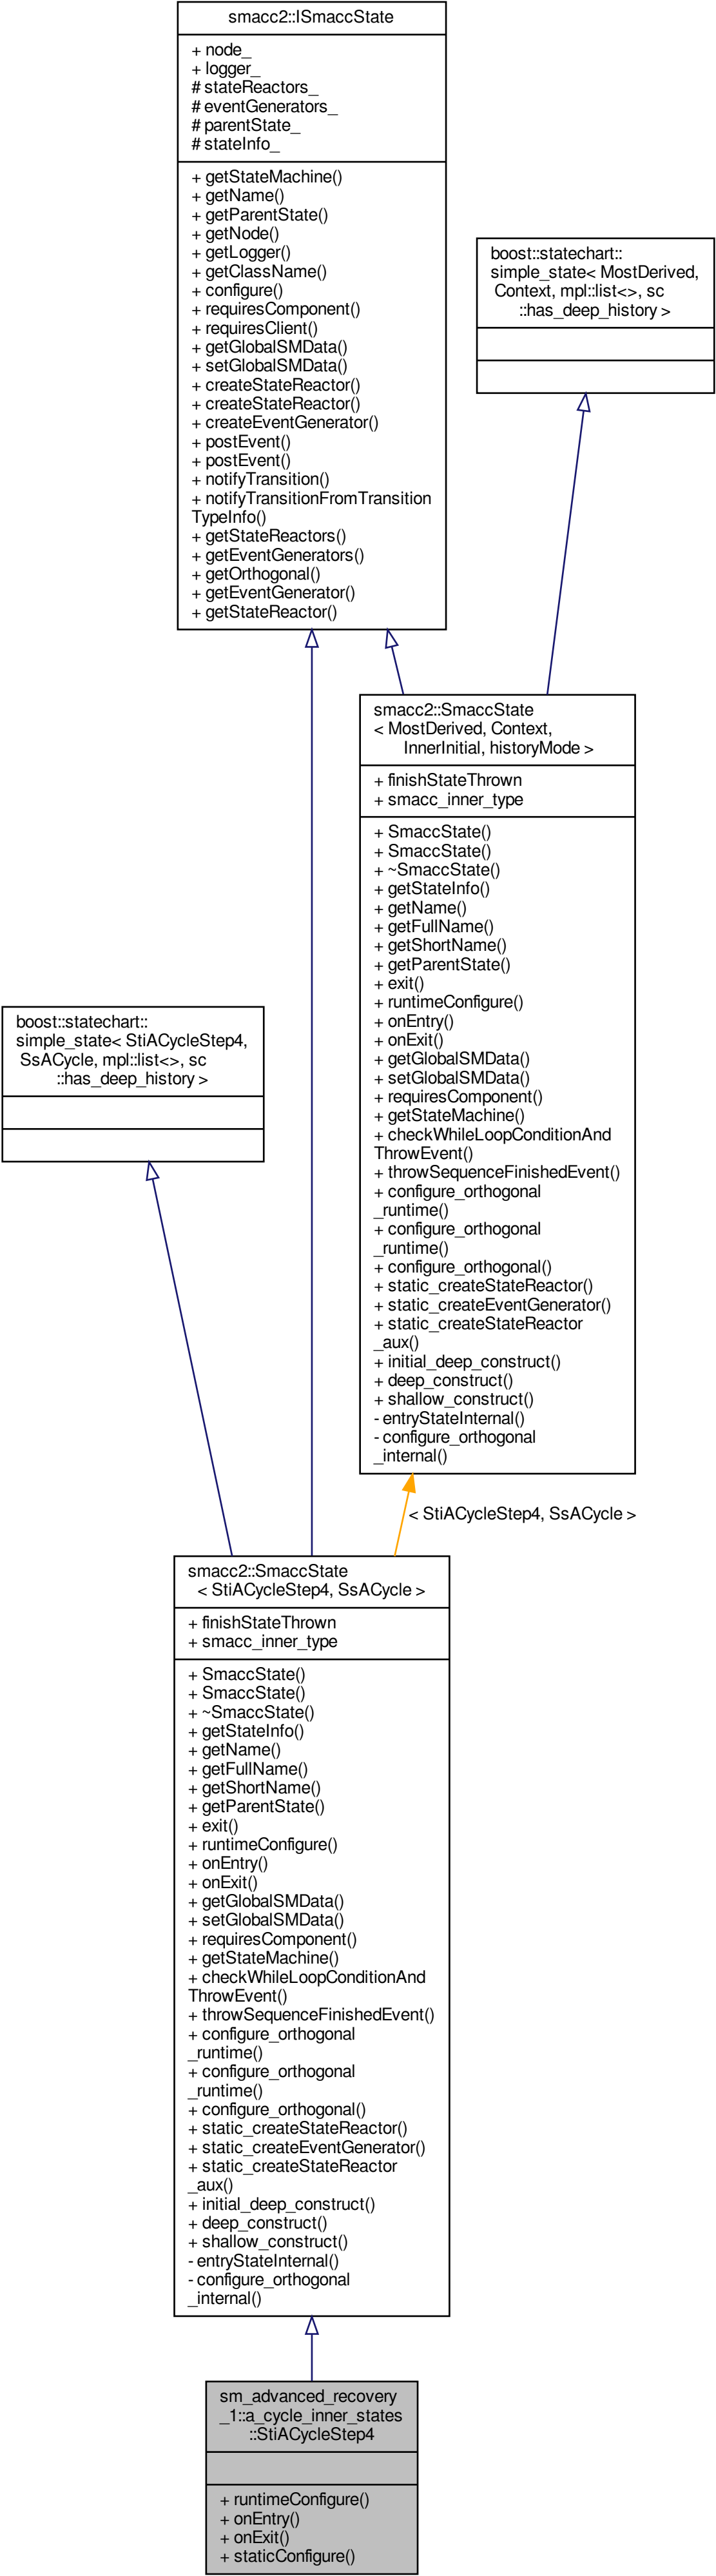 smacc2::ISmaccState
+ node_
+ logger_
# stateReactors_
# eventGenerators_
# parentState_
# stateInfo_
+ getStateMachine()
+ getName()
+ getParentState()
+ getNode()
+ getLogger()
+ getClassName()
+ configure()
+ requiresComponent()
+ requiresClient()
+ getGlobalSMData()
+ setGlobalSMData()
+ createStateReactor()
+ createStateReactor()
+ createEventGenerator()
+ postEvent()
+ postEvent()
+ notifyTransition()
+ notifyTransitionFromTransition
TypeInfo()
+ getStateReactors()
+ getEventGenerators()
+ getOrthogonal()
+ getEventGenerator()
+ getStateReactor()
boost::statechart::
simple_state< MostDerived,
Context, mpl::list<>, sc
::has_deep_history >
smacc2::SmaccState
< MostDerived, Context,
InnerInitial, historyMode >
+ finishStateThrown
+ smacc_inner_type
+ SmaccState()
+ SmaccState()
+ ~SmaccState()
+ getStateInfo()
+ getName()
+ getFullName()
+ getShortName()
+ getParentState()
+ exit()
+ runtimeConfigure()
+ onEntry()
+ onExit()
+ getGlobalSMData()
+ setGlobalSMData()
+ requiresComponent()
+ getStateMachine()
+ checkWhileLoopConditionAnd
ThrowEvent()
+ throwSequenceFinishedEvent()
+ configure_orthogonal
_runtime()
+ configure_orthogonal
_runtime()
+ configure_orthogonal()
+ static_createStateReactor()
+ static_createEventGenerator()
+ static_createStateReactor
_aux()
+ initial_deep_construct()
+ deep_construct()
+ shallow_construct()
- entryStateInternal()
- configure_orthogonal
_internal()
boost::statechart::
simple_state< StiACycleStep4,
SsACycle, mpl::list<>, sc
::has_deep_history >
< StiACycleStep4, SsACycle >
smacc2::SmaccState
< StiACycleStep4, SsACycle >
+ finishStateThrown
+ smacc_inner_type
+ SmaccState()
+ SmaccState()
+ ~SmaccState()
+ getStateInfo()
+ getName()
+ getFullName()
+ getShortName()
+ getParentState()
+ exit()
+ runtimeConfigure()
+ onEntry()
+ onExit()
+ getGlobalSMData()
+ setGlobalSMData()
+ requiresComponent()
+ getStateMachine()
+ checkWhileLoopConditionAnd
ThrowEvent()
+ throwSequenceFinishedEvent()
+ configure_orthogonal
_runtime()
+ configure_orthogonal
_runtime()
+ configure_orthogonal()
+ static_createStateReactor()
+ static_createEventGenerator()
+ static_createStateReactor
_aux()
+ initial_deep_construct()
+ deep_construct()
+ shallow_construct()
- entryStateInternal()
- configure_orthogonal
_internal()
sm_advanced_recovery
_1::a_cycle_inner_states
::StiACycleStep4
+ runtimeConfigure()
+ onEntry()
+ onExit()
+ staticConfigure()